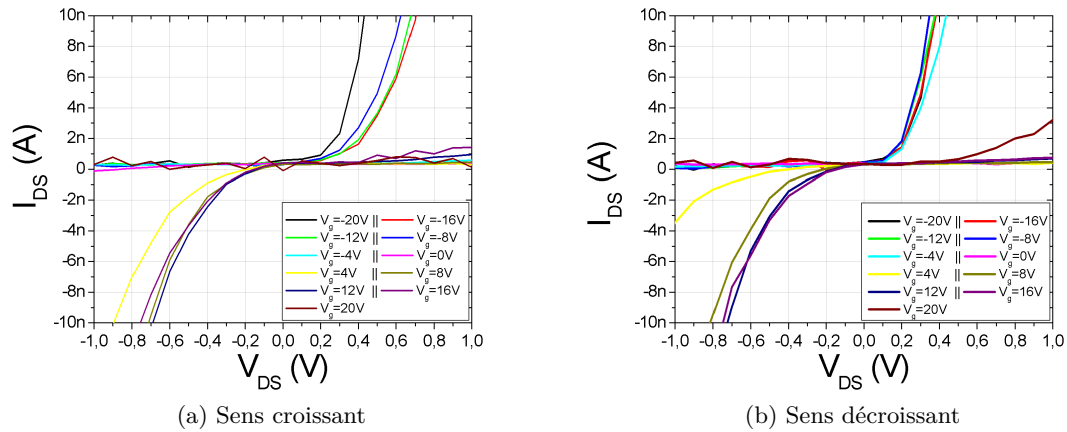 10n
8n
6n
4n
2n
0
-2n
-4n
-6n
-8n
-10n
-1,0 -0,8 -0,6 -0,4 -0,2 0,0 0,2 0,4 0,6 0,8 1,0
I_DS (A)
V_DS (V)
V_g=-20V || V_g=-16V
V_g=-12V || V_g=-8V
V_g=-4V || V_g=0V
V_g=4V || V_g=8V
V_g=12V || V_g=16V
V_g=20V
(a) Sens croissant
10n
8n
6n
4n
2n
0
-2n
-4n
-6n
-8n
-10n
-1,0 -0,8 -0,6 -0,4 -0,2 0,0 0,2 0,4 0,6 0,8 1,0
I_DS (A)
V_DS (V)
V_g=-20V || V_g=-16V
V_g=-12V || V_g=-8V
V_g=-4V || V_g=0V
V_g=4V || V_g=8V
V_g=12V || V_g=16V
V_g=20V
(b) Sens décroissant